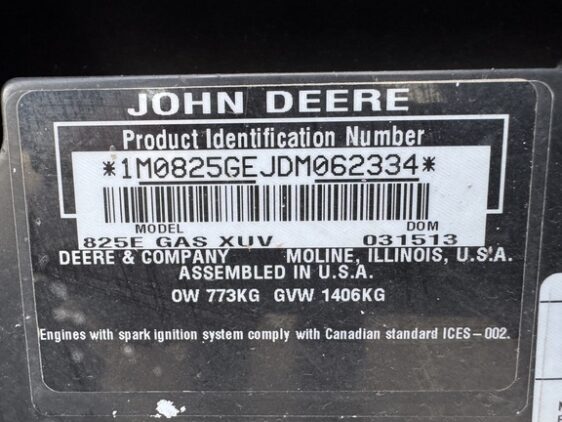 JOHN DEERE
Product Identification Number
*1M0825GEJDM062334*
MODEL DOM
825E GAS XUV 031513
DEERE & COMPANY MOLINE, ILLINOIS, U.S.A.
ASSEMBLED IN U.S.A.
OW 773KG GVW 1406KG
Engines with spark ignition system comply with Canadian standard ICES-002.